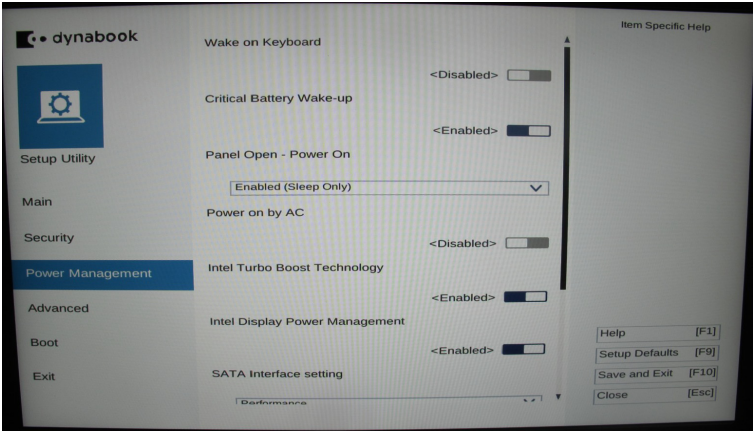 dynabook
Setup Utility
Main
Security
Power Management
Advanced
Boot
Exit
Wake on Keyboard
<Disabled>
Critical Battery Wake-up
<Enabled>
Panel Open - Power On
Enabled (Sleep Only)
Power on by AC
<Disabled>
Intel Turbo Boost Technology
<Enabled>
Intel Display Power Management
<Enabled>
SATA Interface setting
Performance
Item Specific Help
Help [F1]
Setup Defaults [F9]
Save and Exit [F10]
Close [Esc]